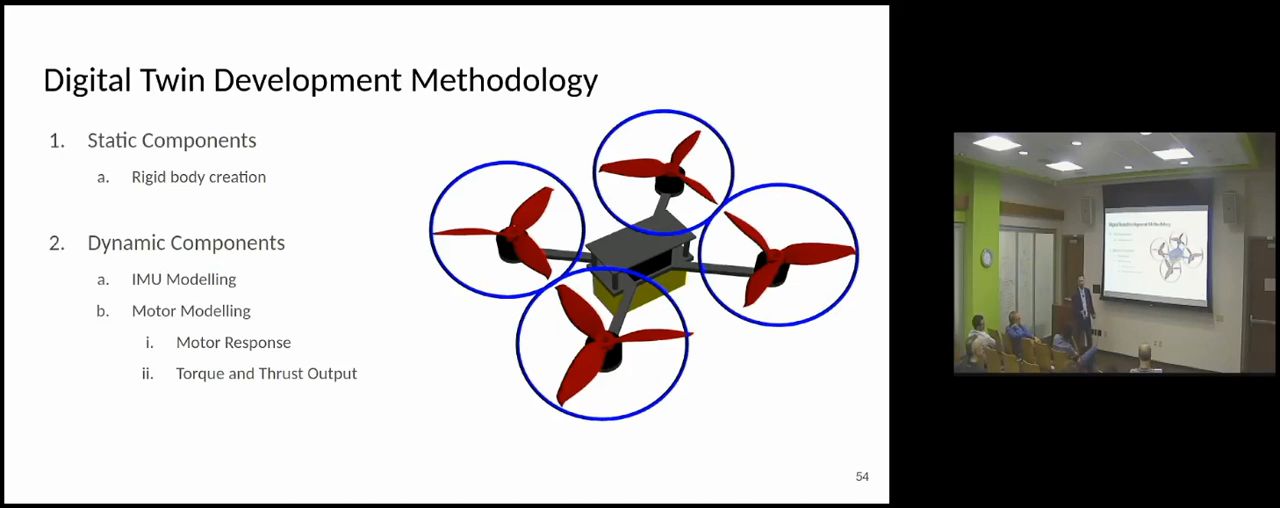 Digital Twin Development Methodology
1. Static Components
a. Rigid body creation
2. Dynamic Components
a. IMU Modelling
b. Motor Modelling
i. Motor Response
ii. Torque and Thrust Output
54